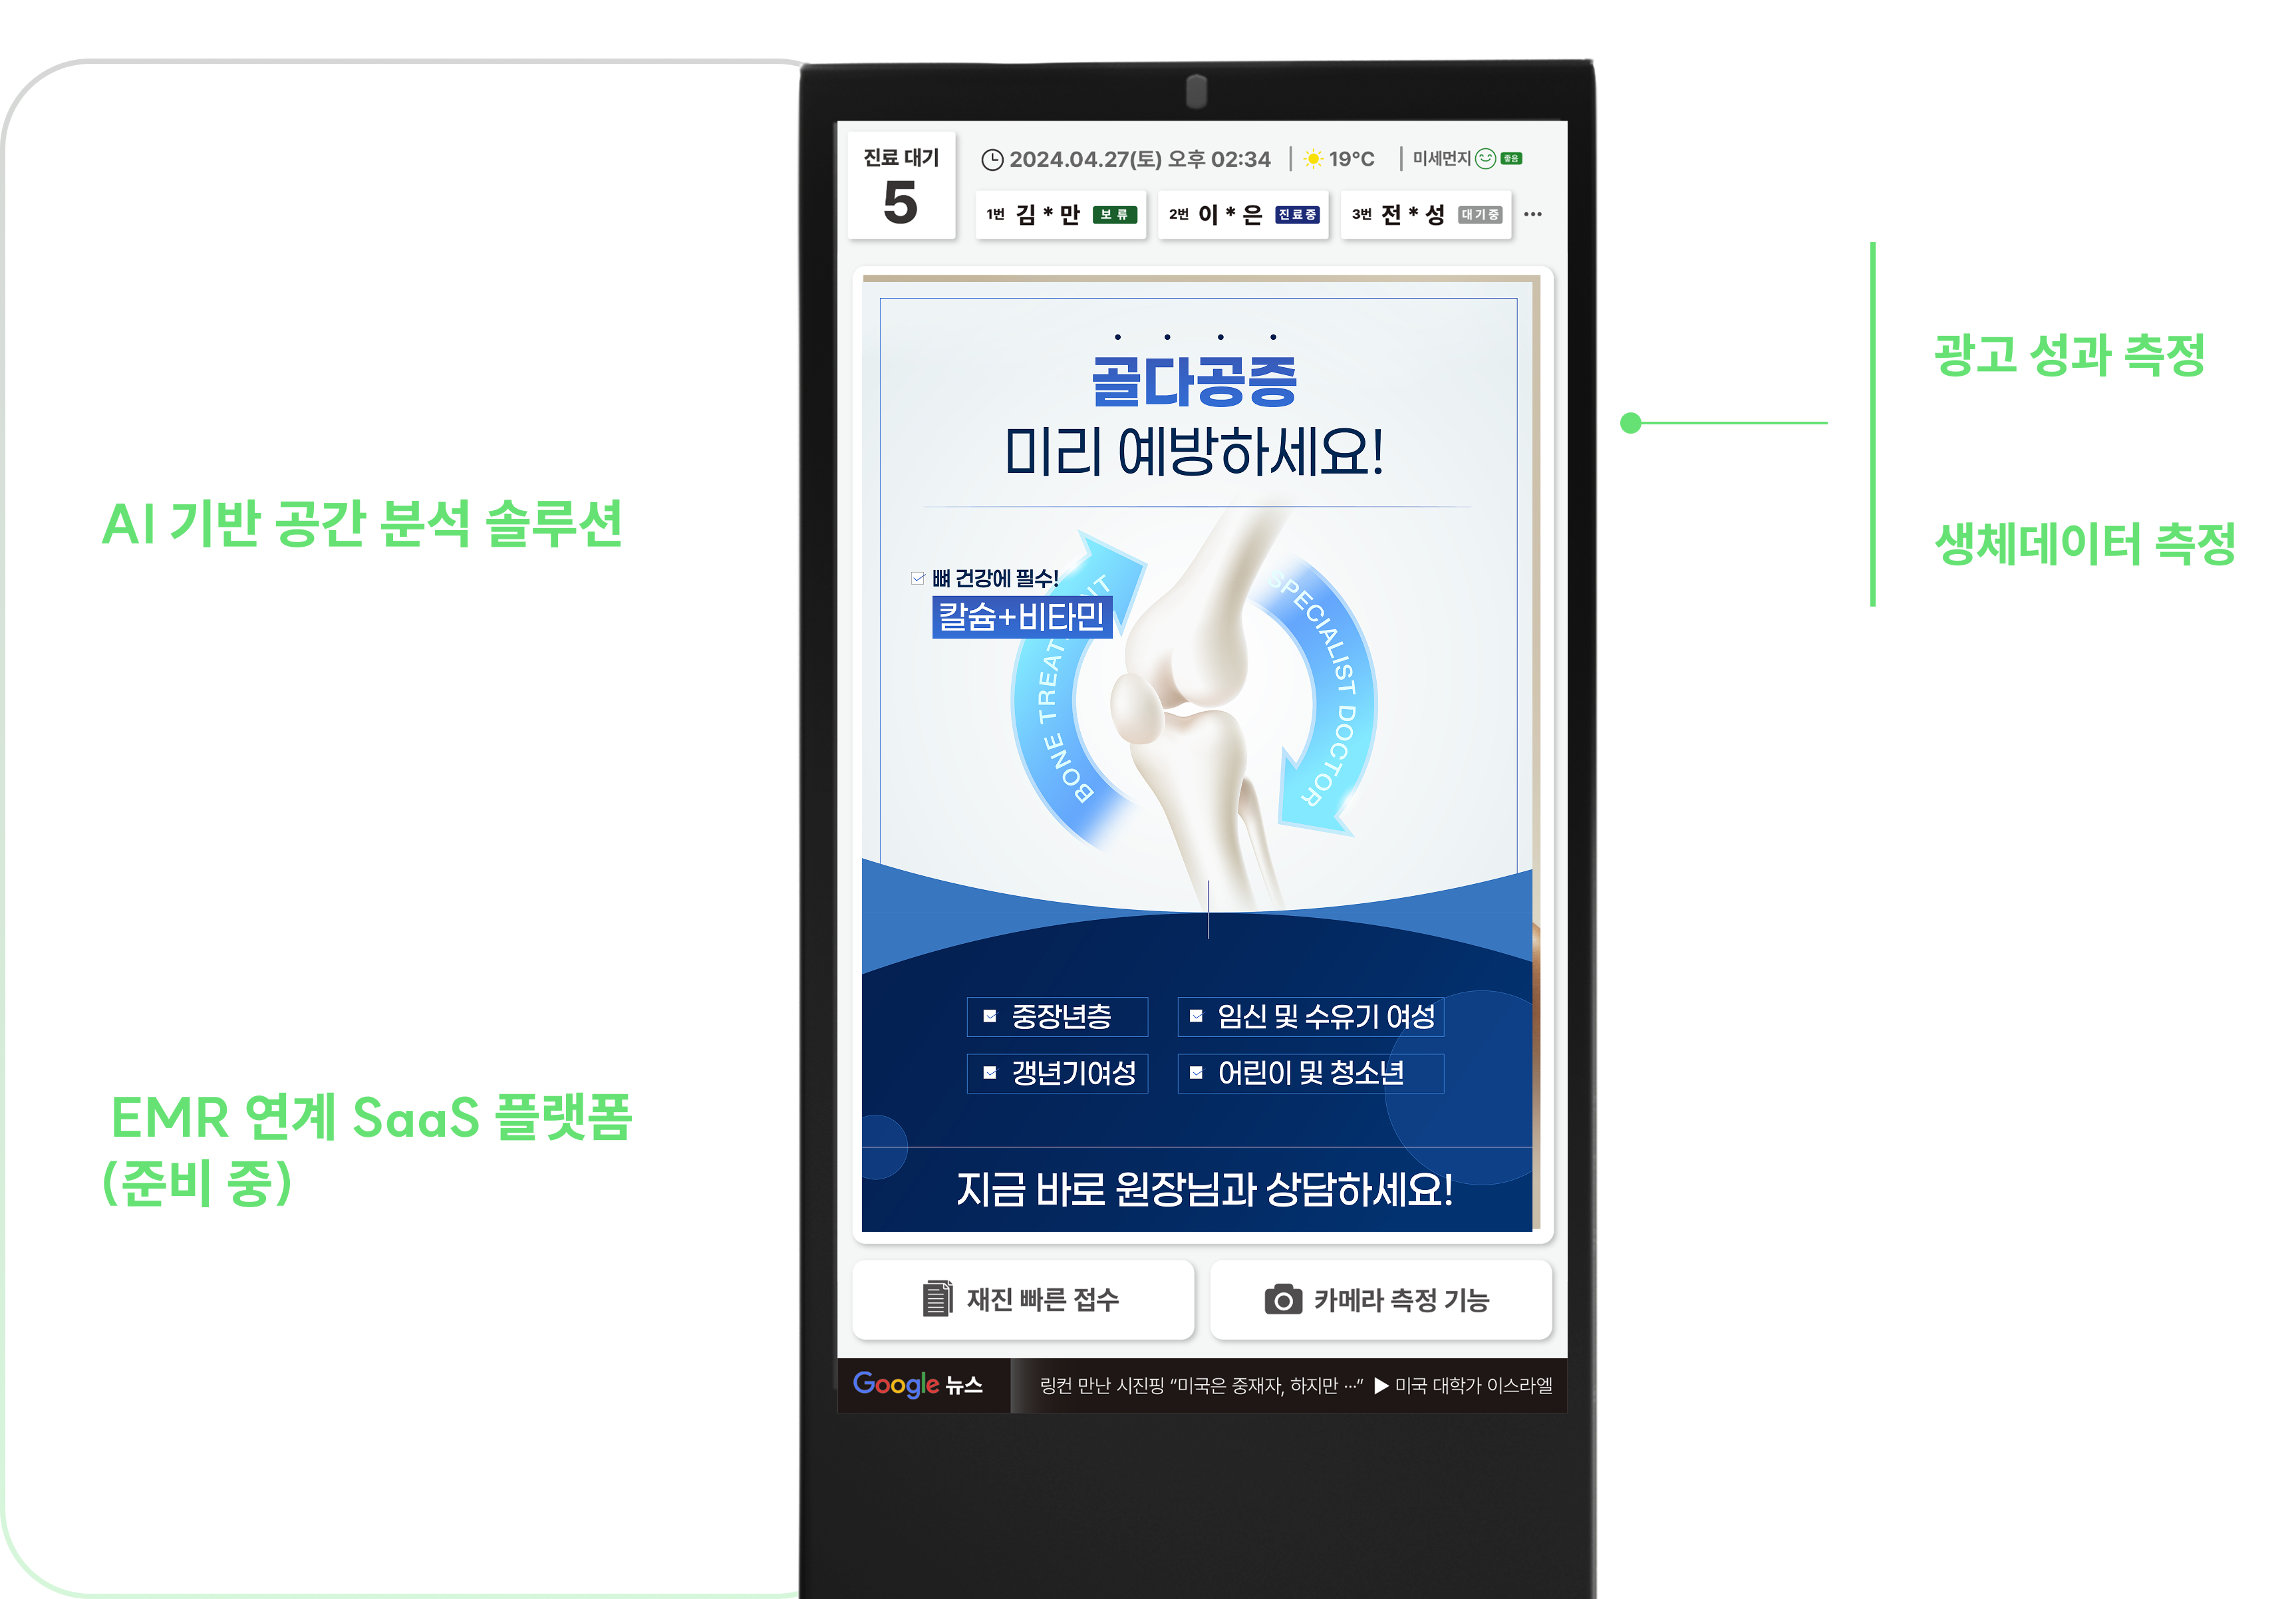 AI 기반 공간 분석 솔루션
EMR 연계 SaaS 플랫폼
(준비 중)
진료 대기
5
2024.04.27(토) 오후 02:34 | 19°C | 미세먼지 좋음
1번 김*만 보류
2번 이*은 진료중
3번 전*성 대기중 ···
골다공증
미리 예방하세요!
뼈 건강에 필수!
칼슘+비타민
BONE TREATMENT
SPECIALIST DOCTOR
중장년층
임신 및 수유기 여성
갱년기여성
어린이 및 청소년
지금 바로 원장님과 상담하세요!
재진 빠른 접수
카메라 측정 기능
Google 뉴스
링컨 만난 시진핑 “미국은 중재자, 하지만 ···” ▶ 미국 대학가 이스라엘
광고 성과 측정
생체데이터 측정